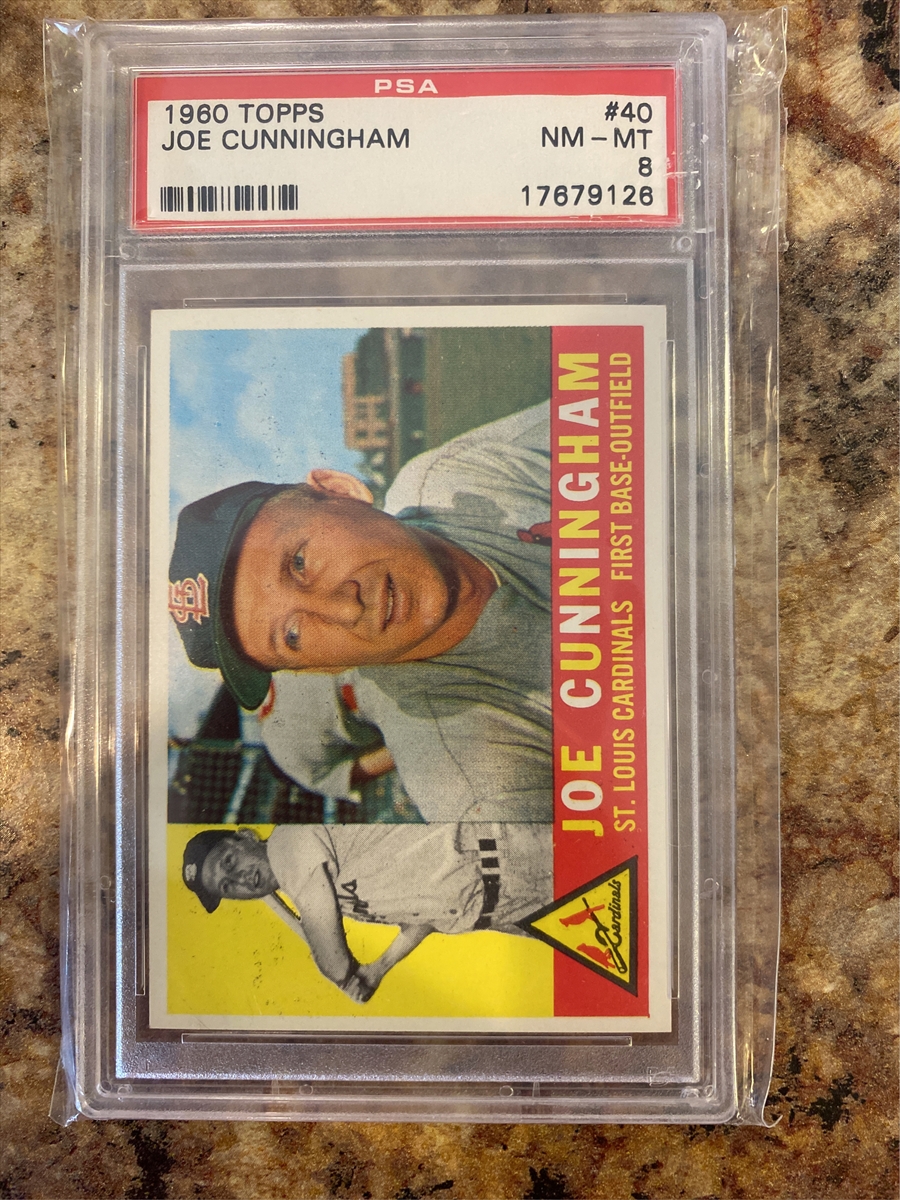 PSA
1960 TOPPS #40
JOE CUNNINGHAM NM-MT
8
17679126
JOE CUNNINGHAM
ST. LOUIS CARDINALS FIRST BASE-OUTFIELD
Cardinals
StL